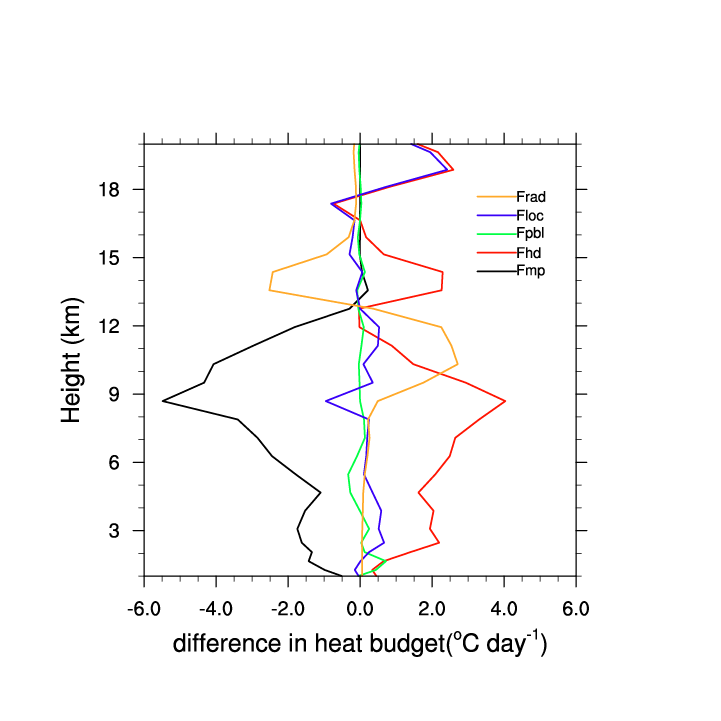 18
15
12
9
6
3
Height (km)
Frad
Floc
Fpbl
Fhd
Fmp
-6.0 -4.0 -2.0 0.0 2.0 4.0 6.0
difference in heat budget(°C day⁻¹)